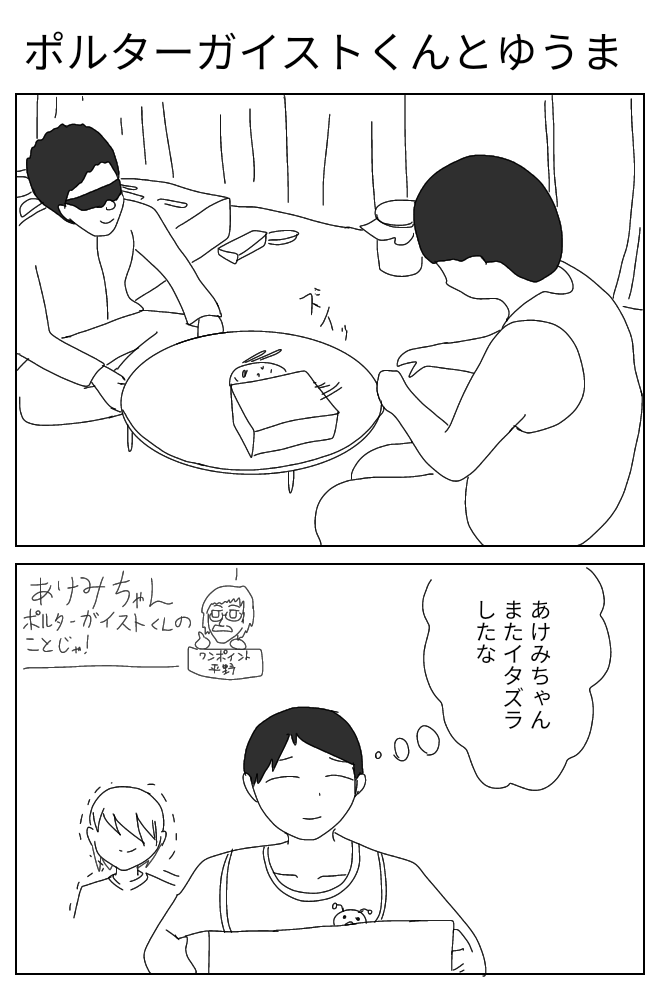 ポルターガイストくんとゆうま
ズイッ
あけみちゃん
ポルターガイストくんの
ことじゃ！
ワンポイント
平野
あけみちゃん
またイタズラ
したな